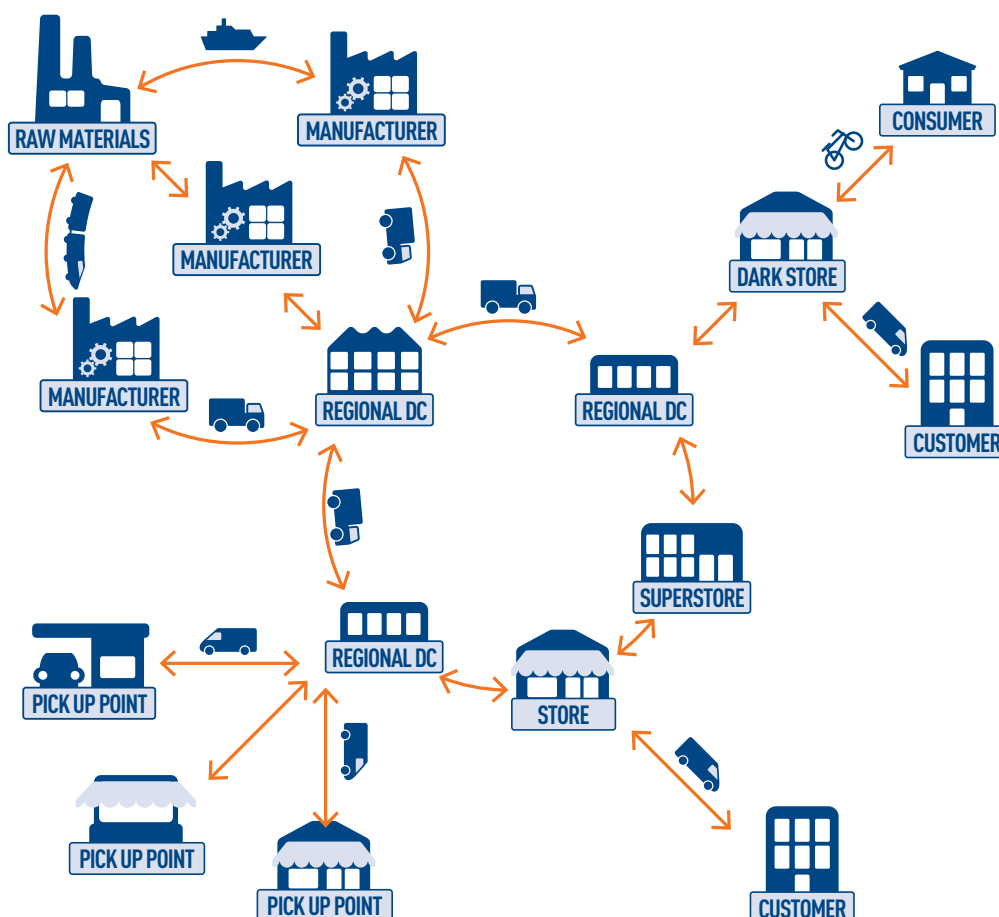 RAW MATERIALS
MANUFACTURER
CONSUMER
MANUFACTURER
DARK STORE
MANUFACTURER
REGIONAL DC
REGIONAL DC
CUSTOMER
SUPERSTORE
REGIONAL DC
PICK UP POINT
STORE
PICK UP POINT
PICK UP POINT
CUSTOMER